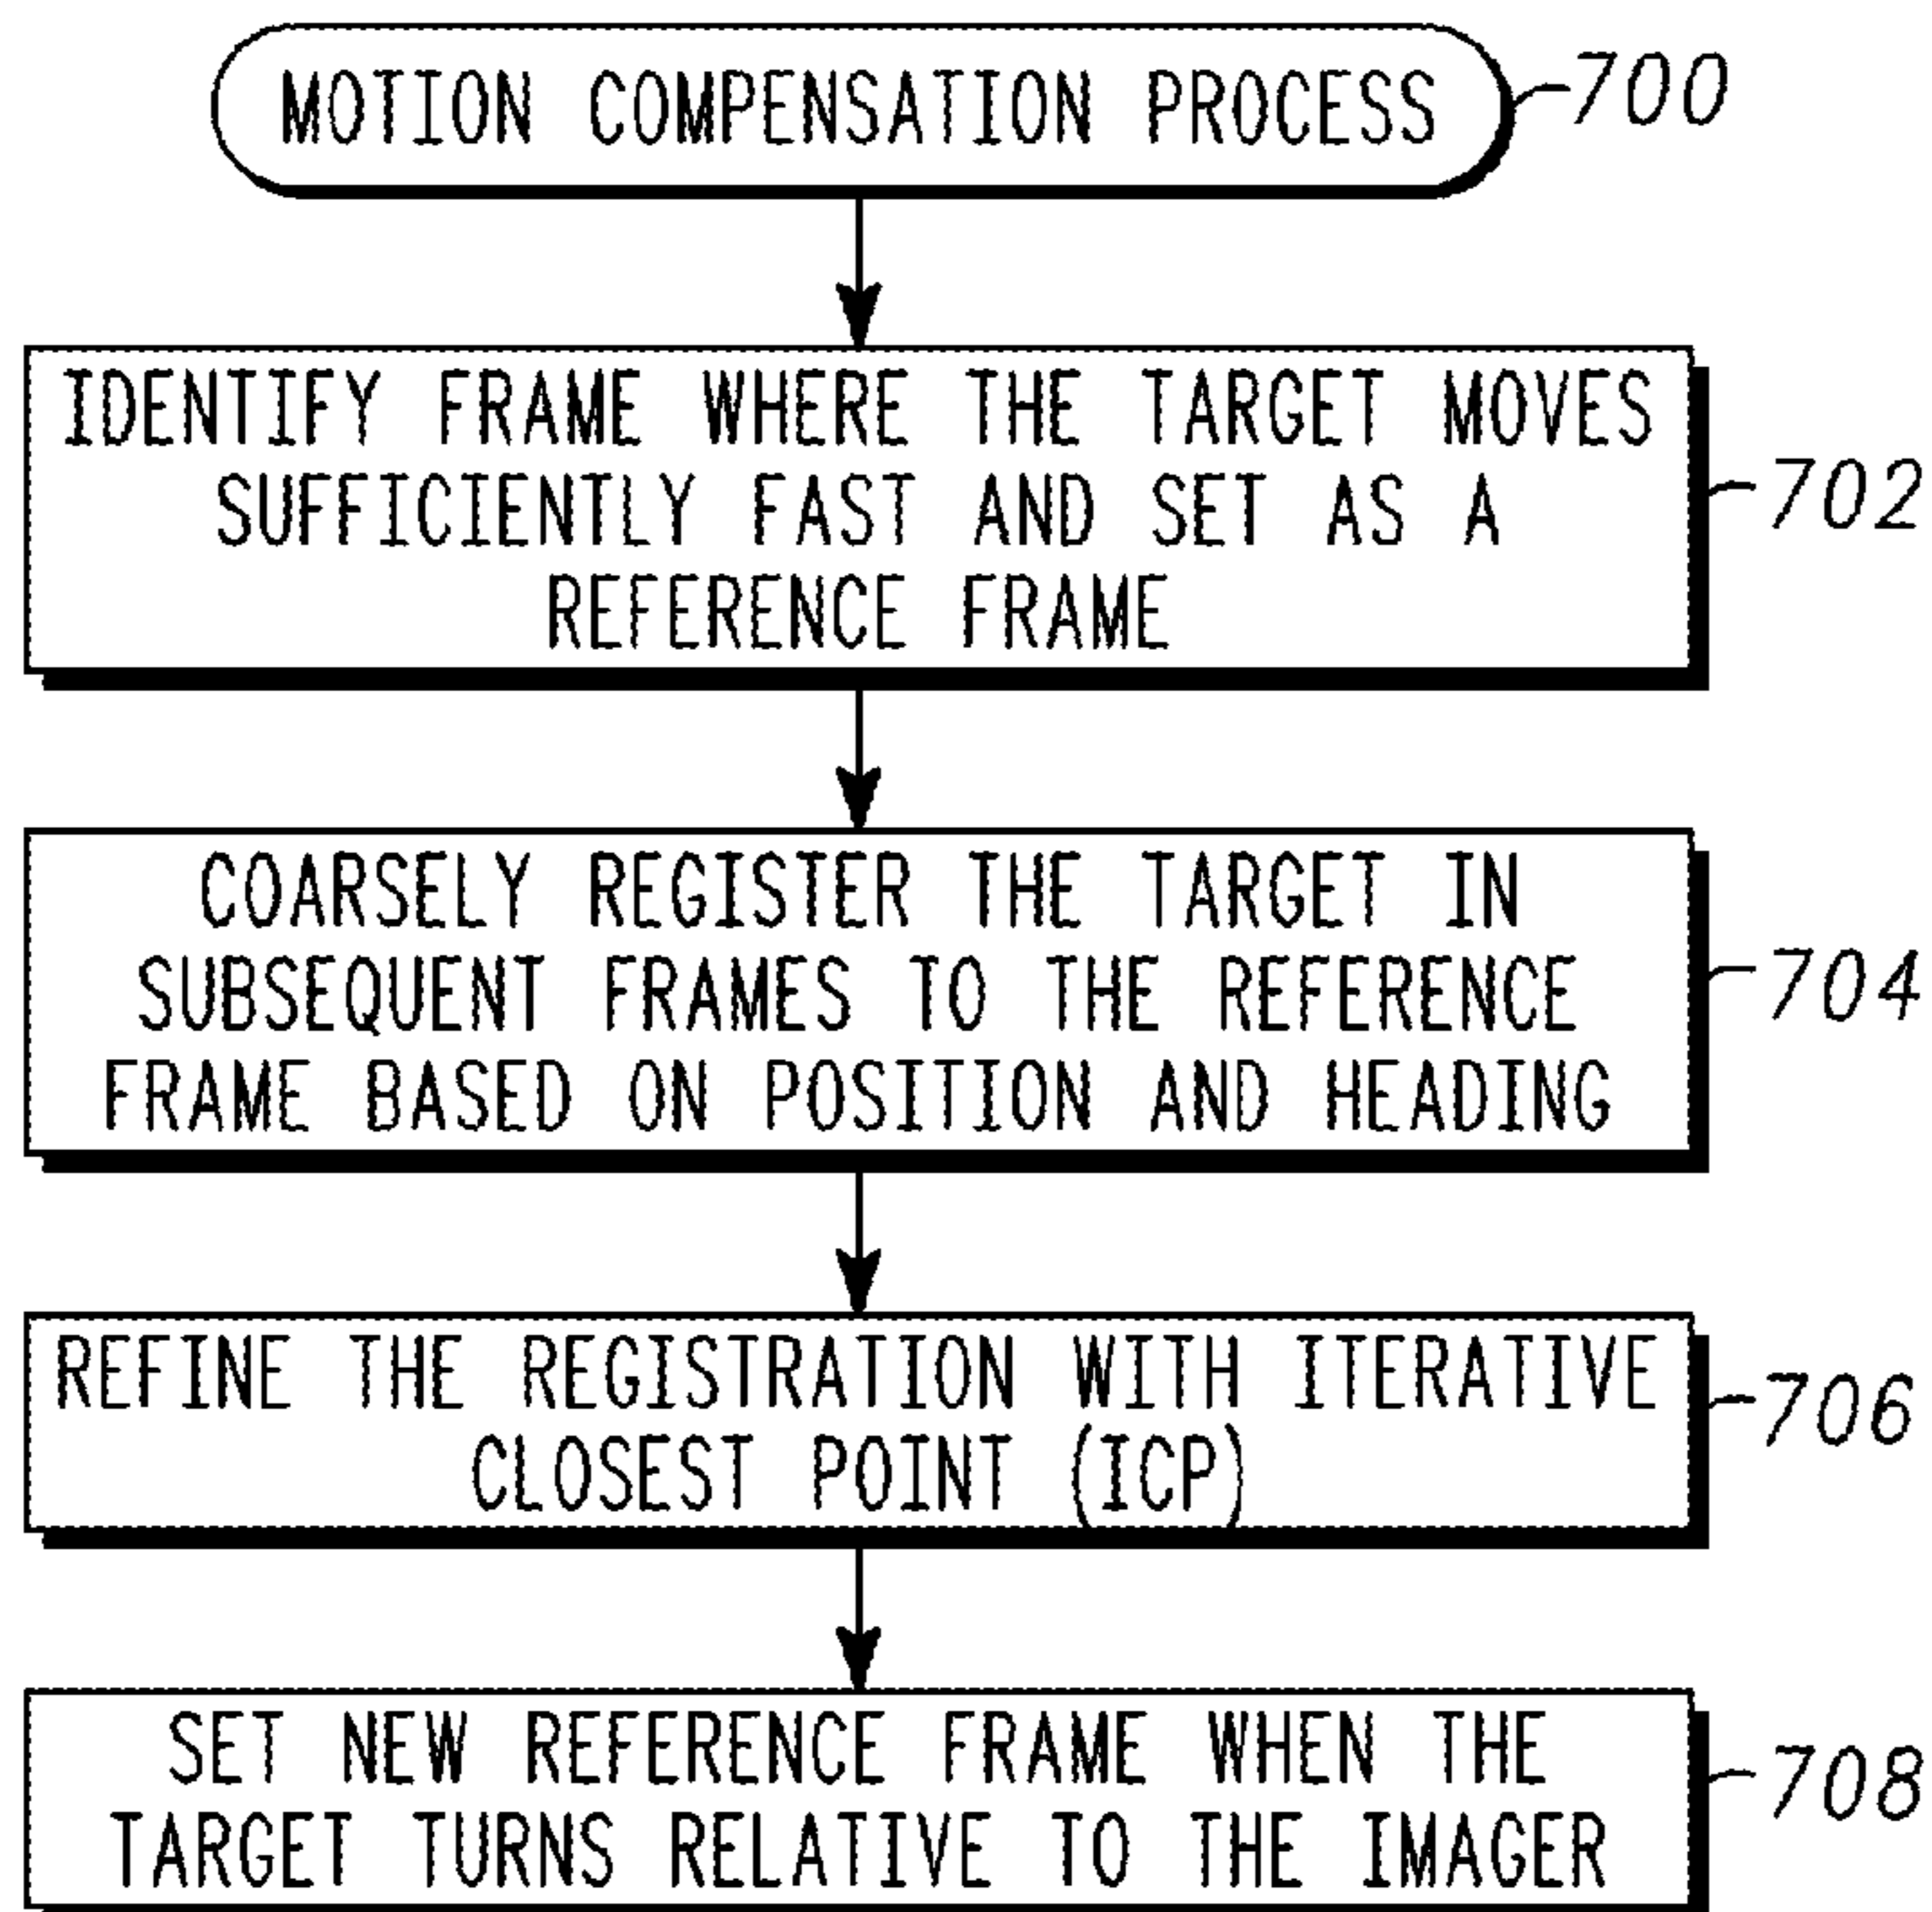 MOTION COMPENSATION PROCESS
700
IDENTIFY FRAME WHERE THE TARGET MOVES
SUFFICIENTLY FAST AND SET AS A
REFERENCE FRAME
702
COARSELY REGISTER THE TARGET IN
SUBSEQUENT FRAMES TO THE REFERENCE
FRAME BASED ON POSITION AND HEADING
704
REFINE THE REGISTRATION WITH ITERATIVE
CLOSEST POINT (ICP)
706
SET NEW REFERENCE FRAME WHEN THE
TARGET TURNS RELATIVE TO THE IMAGER
708